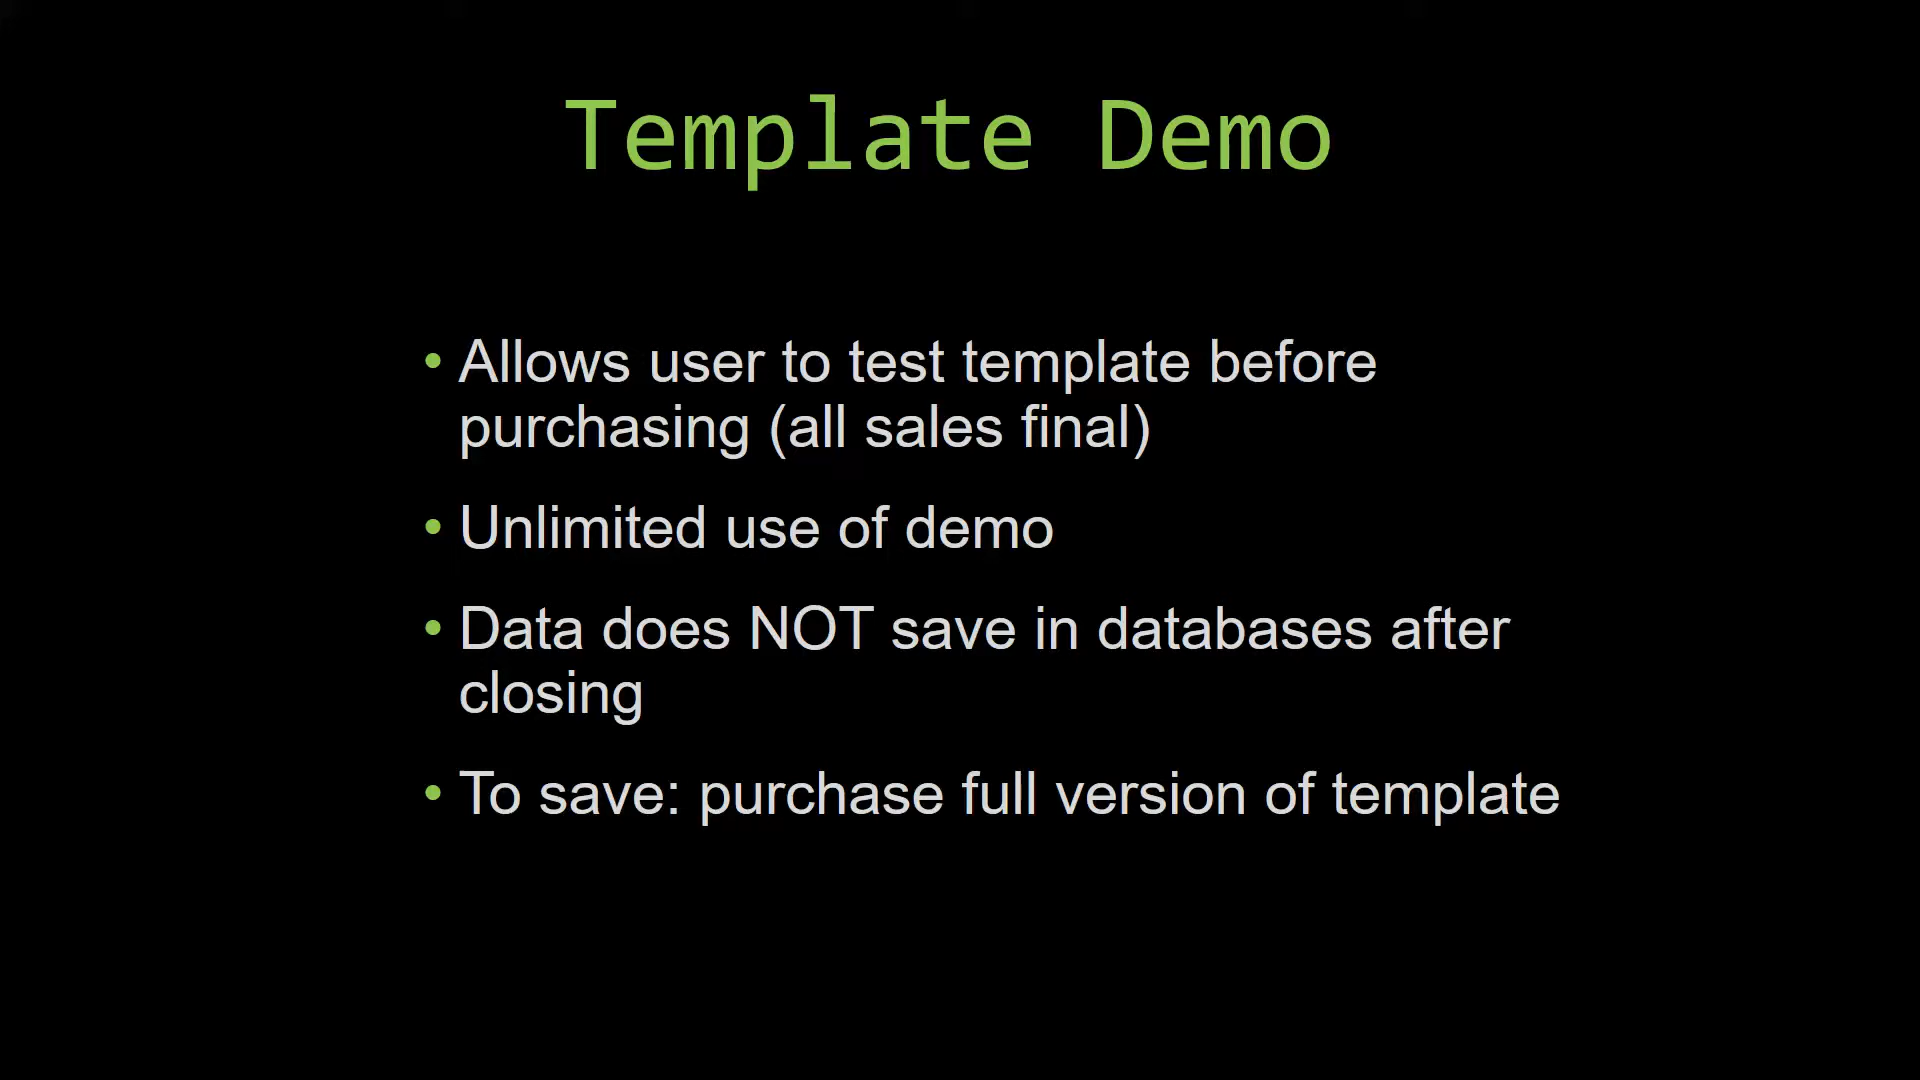 Template Demo
• Allows user to test template before
purchasing (all sales final)
• Unlimited use of demo
• Data does NOT save in databases after
closing
• To save: purchase full version of template